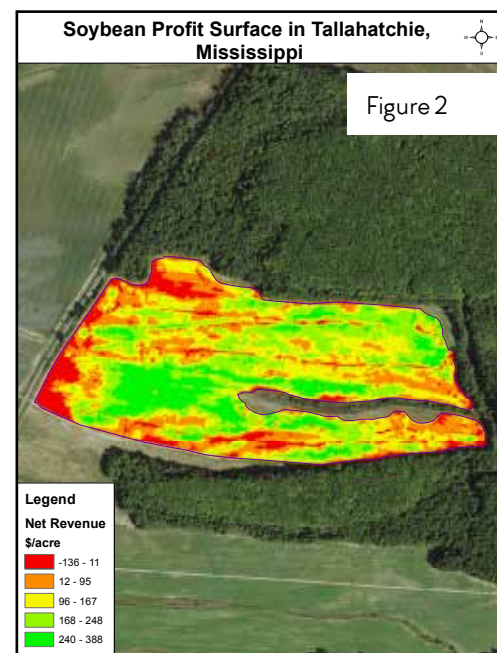 Soybean Profit Surface in Tallahatchie,
Mississippi
Figure 2
Legend
Net Revenue
$/acre
-136 - 11
12 - 95
96 - 167
168 - 248
240 - 388